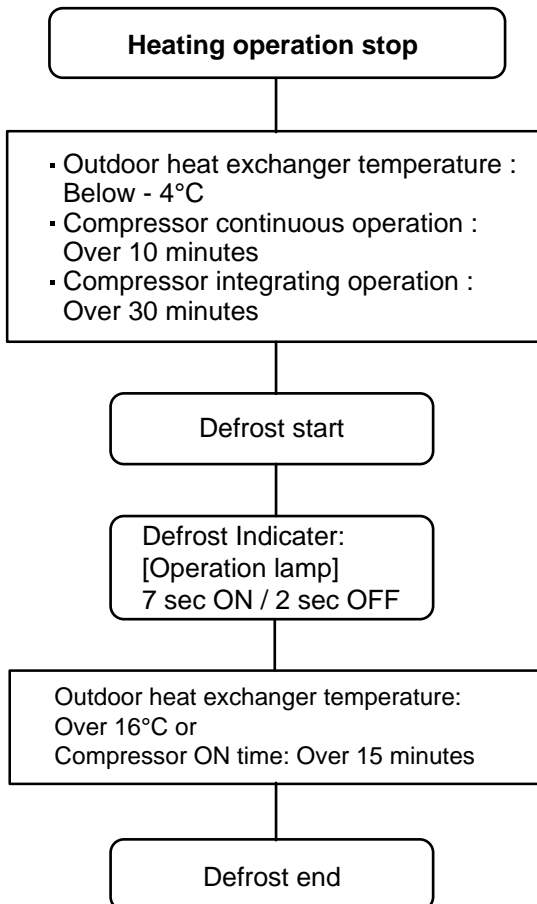 Heating operation stop
▪ Outdoor heat exchanger temperature :
Below - 4°C
▪ Compressor continuous operation :
Over 10 minutes
▪ Compressor integrating operation :
Over 30 minutes
Defrost start
Defrost Indicater:
[Operation lamp]
7 sec ON / 2 sec OFF
Outdoor heat exchanger temperature:
Over 16°C or
Compressor ON time: Over 15 minutes
Defrost end